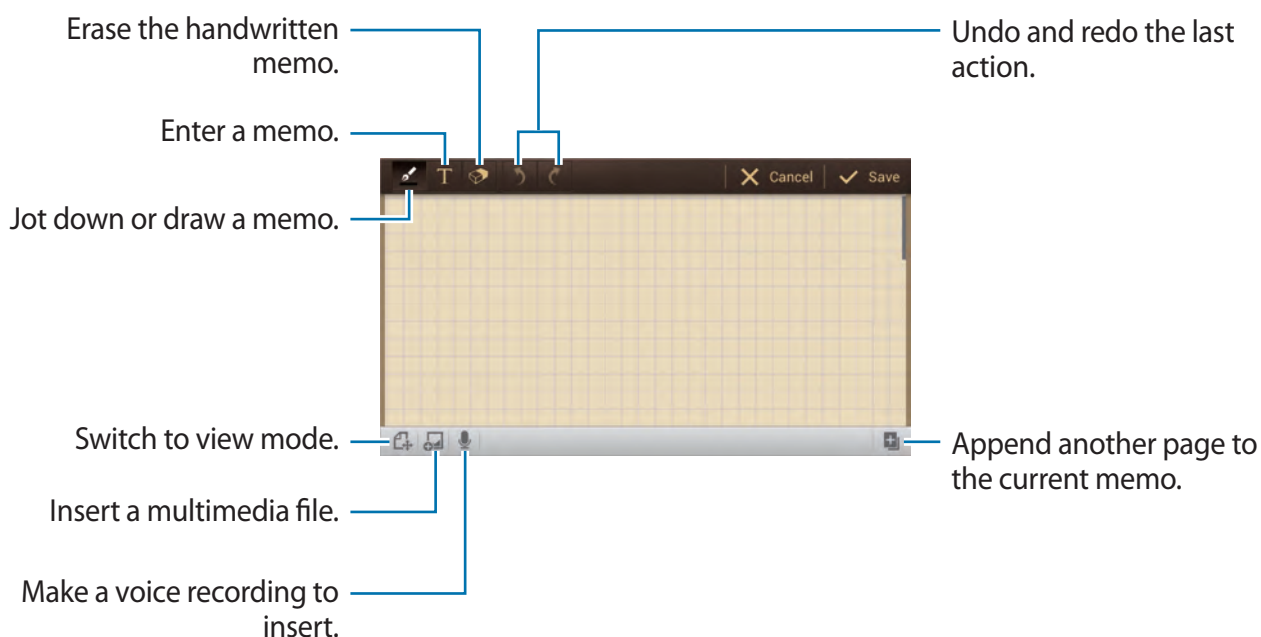 Erase the handwritten
memo.
Undo and redo the last
action.
Enter a memo.
T
Cancel
Save
Jot down or draw a memo.
Switch to view mode.
Append another page to
the current memo.
Insert a multimedia file.
Make a voice recording to
insert.